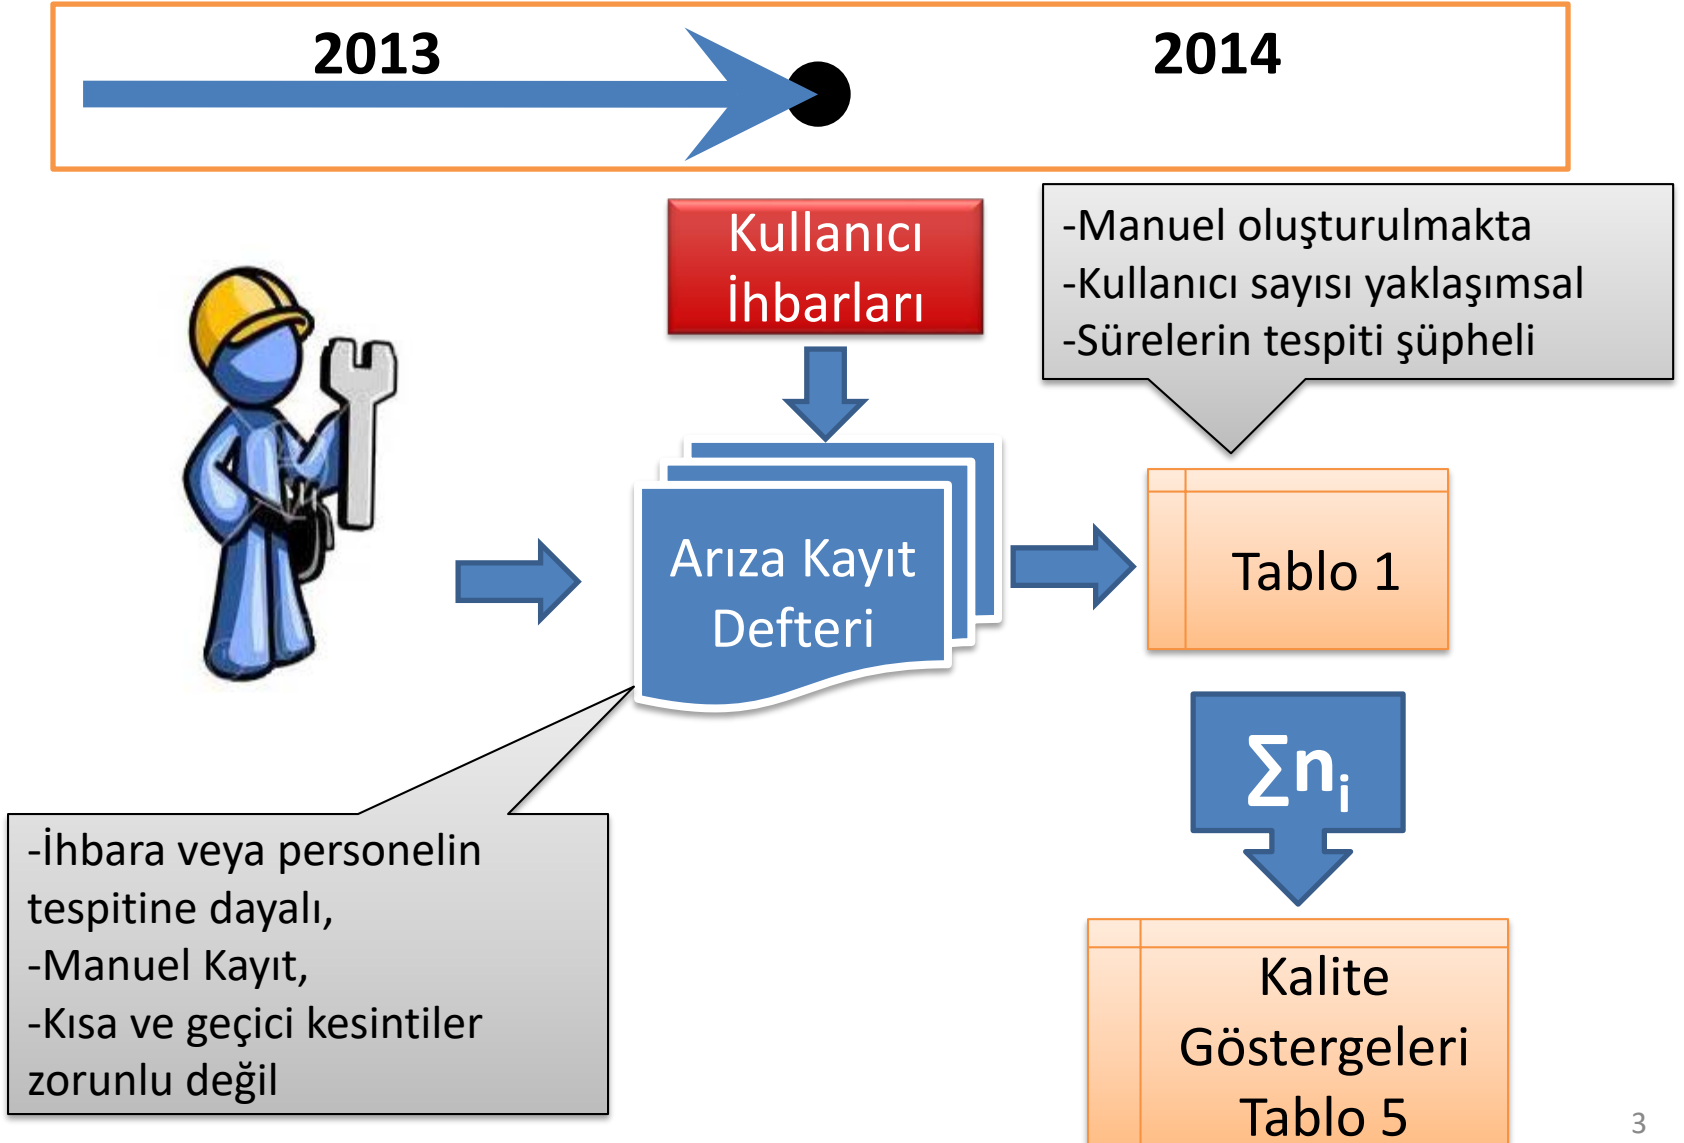 2013
2014
Kullanıcı
İhbarları
-Manuel oluşturulmakta
-Kullanıcı sayısı yaklaşımsal
-Sürelerin tespiti şüpheli
Arıza Kayıt
Defteri
Tablo 1
∑nᵢ
-İhbara veya personelin
tespitine dayalı,
-Manuel Kayıt,
-Kısa ve geçici kesintiler
zorunlu değil
Kalite
Göstergeleri
Tablo 5
3